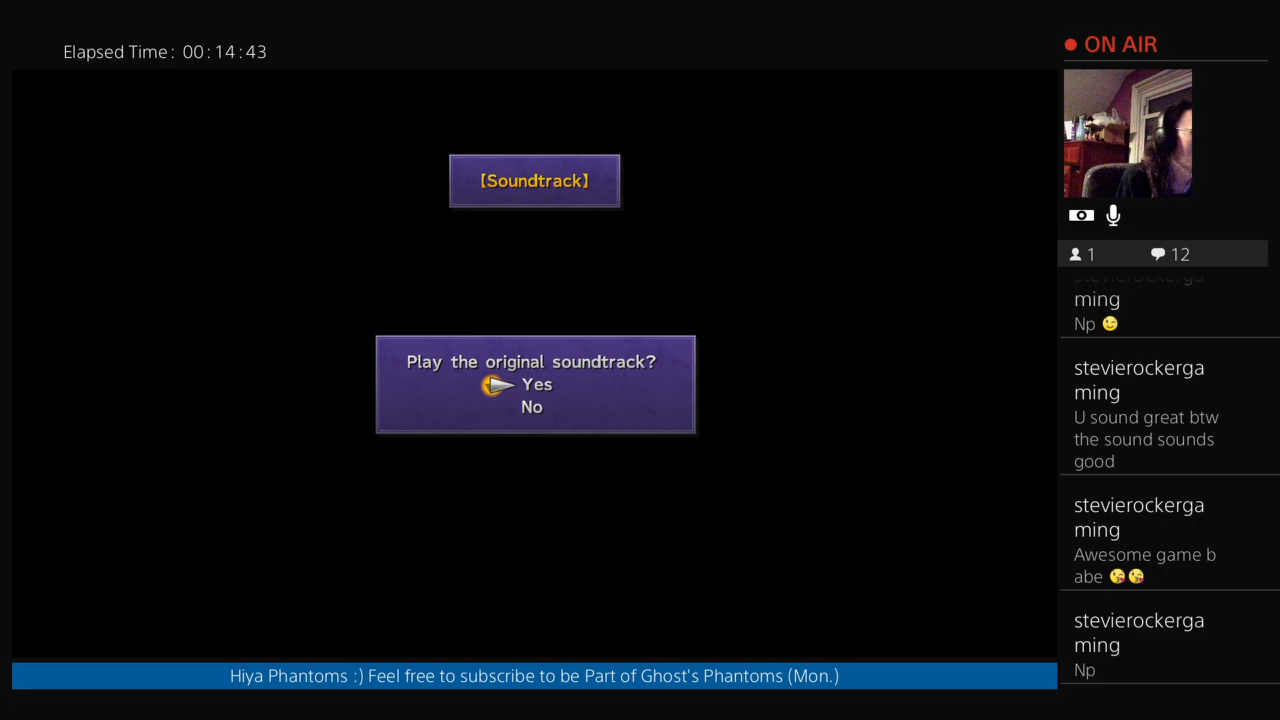 Elapsed Time: 00:14:43
ON AIR
【Soundtrack】
Play the original soundtrack?
Yes
No
1
12
stevierockerga
ming
Np 😉
stevierockerga
ming
U sound great btw
the sound sounds
good
stevierockerga
ming
Awesome game b
abe 😘😘
stevierockerga
ming
Np
Hiya Phantoms :) Feel free to subscribe to be Part of Ghost's Phantoms (Mon.)